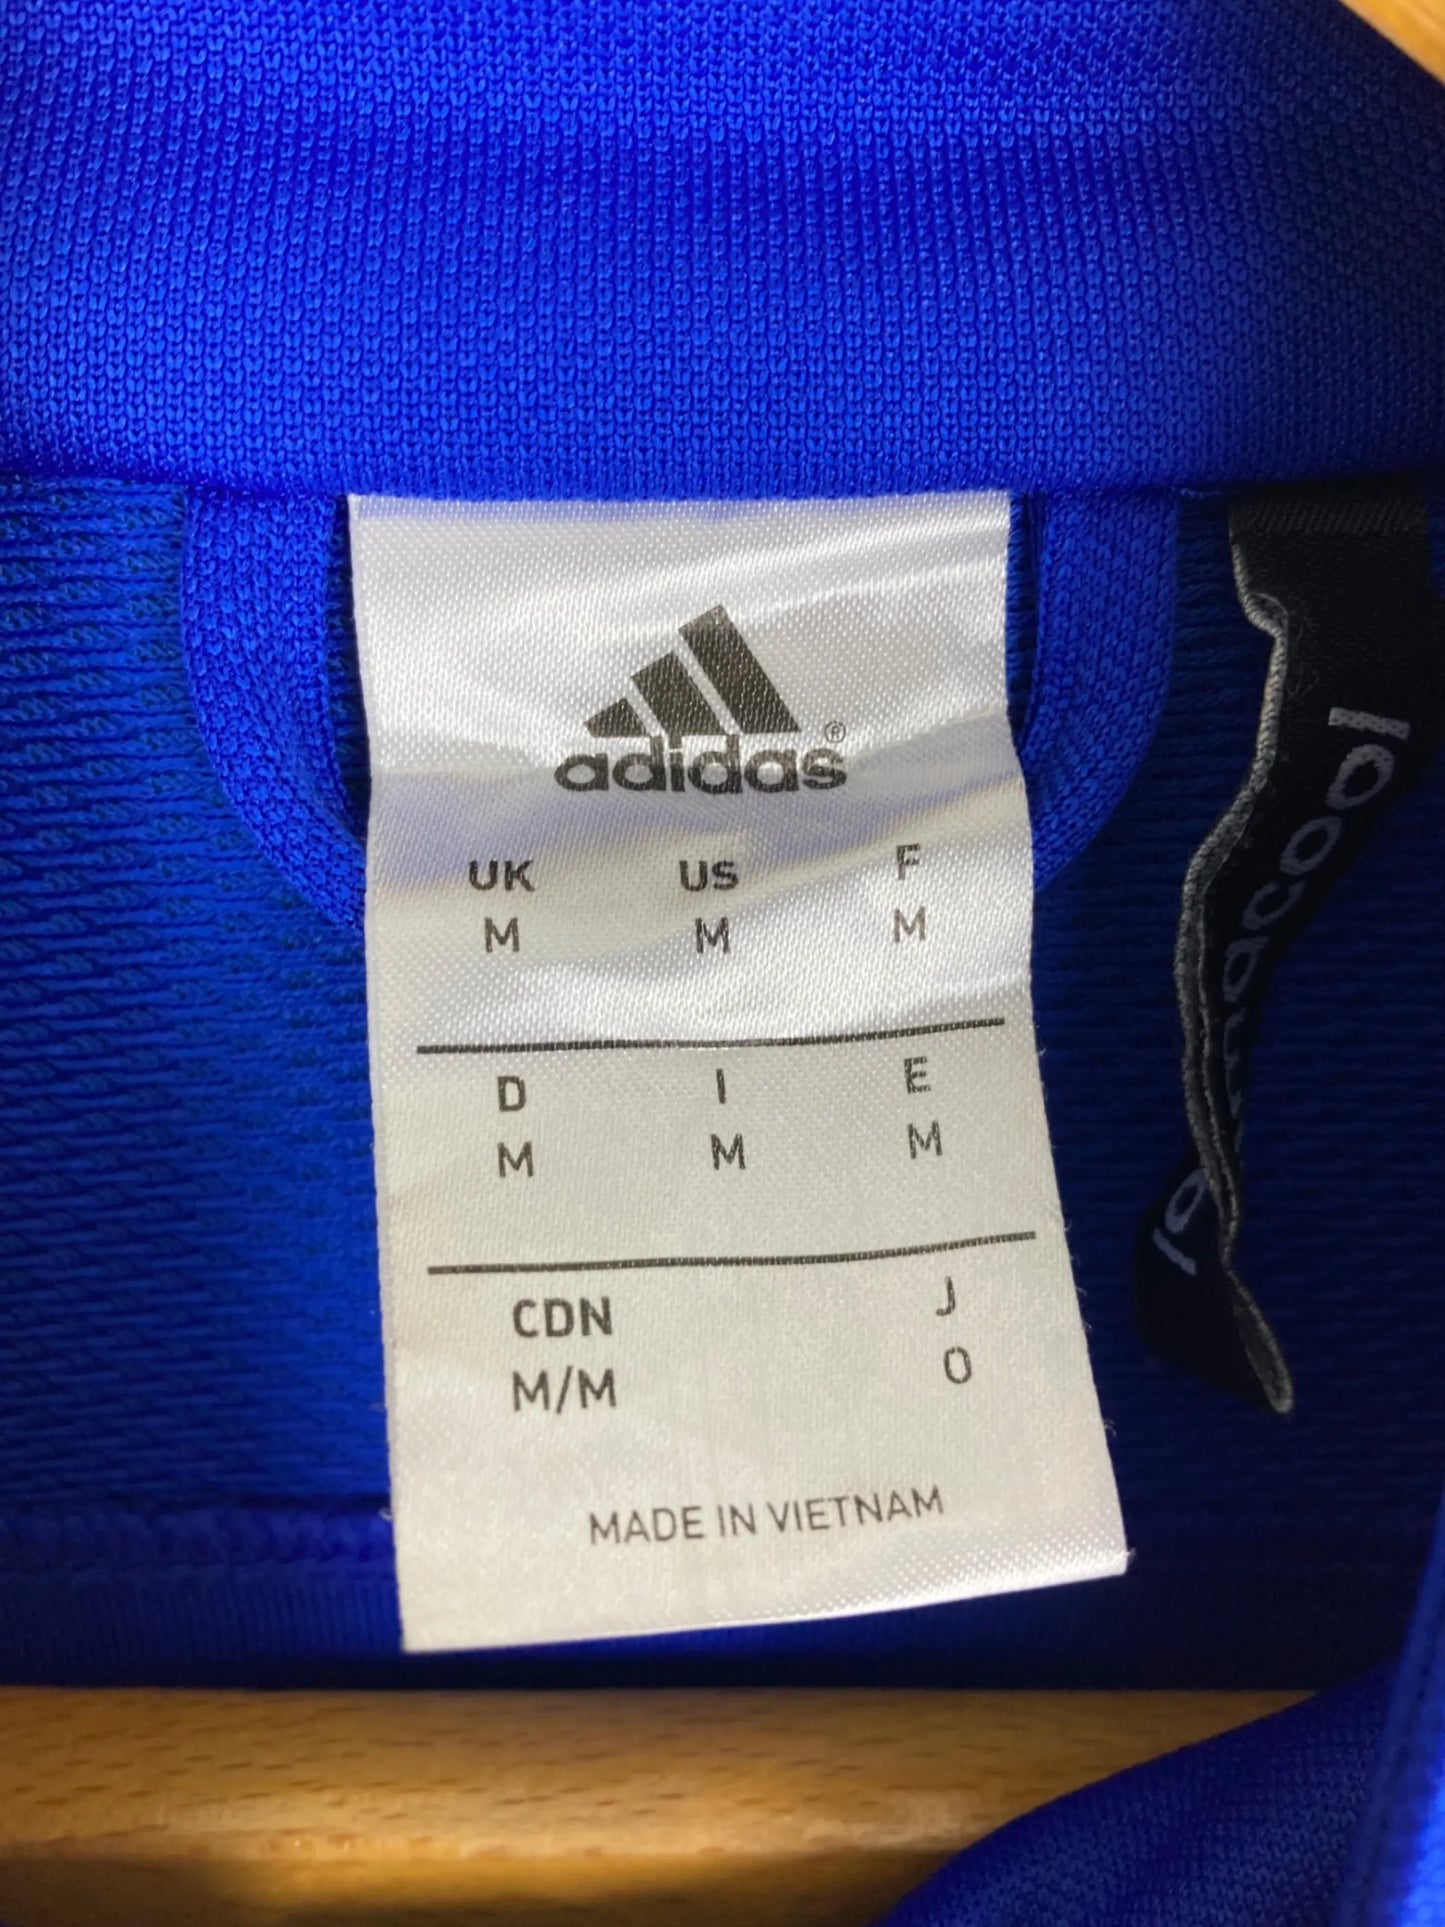 adidas®
UK US F
M M M
D I E
M M M
CDN J
M/M O
MADE IN VIETNAM